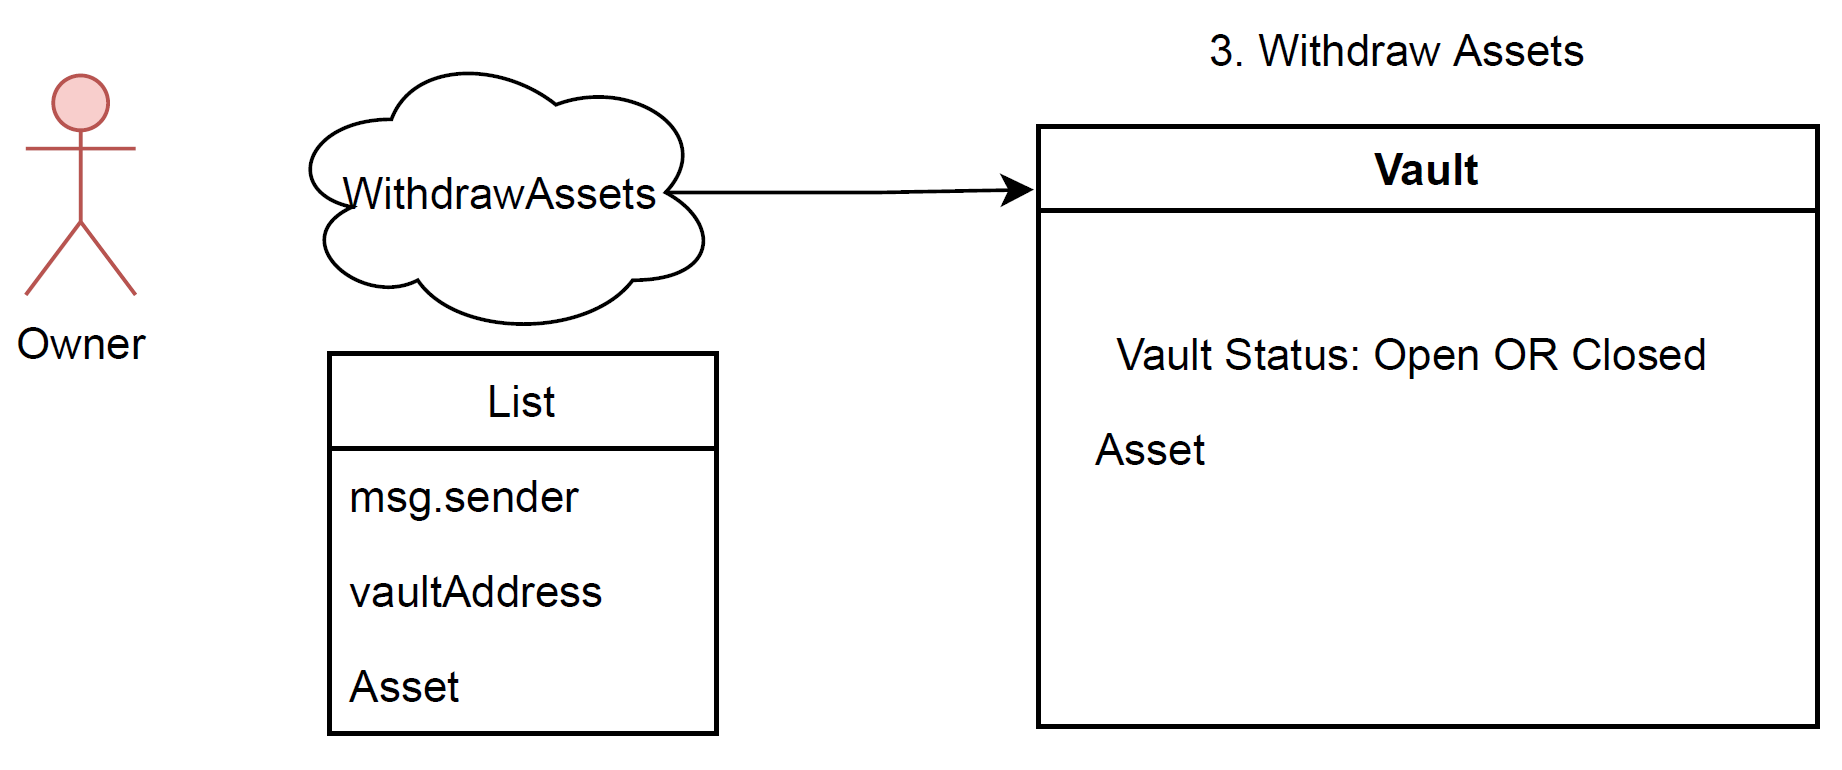 3. Withdraw Assets
Owner
WithdrawAssets
List
msg.sender
vaultAddress
Asset
Vault
Vault Status: Open OR Closed
Asset